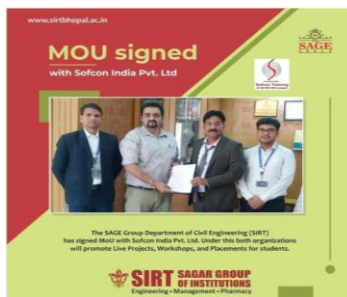 www.sirtbhopal.ac.in
MOU signed
with Sofcon India Pvt. Ltd
SAGE
GROUP
The SAGE Group Department of Civil Engineering (SIRT)
has signed MoU with Sofcon India Pvt. Ltd. Under this both organizations
will promote Live Projects, Workshops, and Placements for students.
SIRT SAGAR GROUP
OF INSTITUTIONS
Engineering • Management • Pharmacy